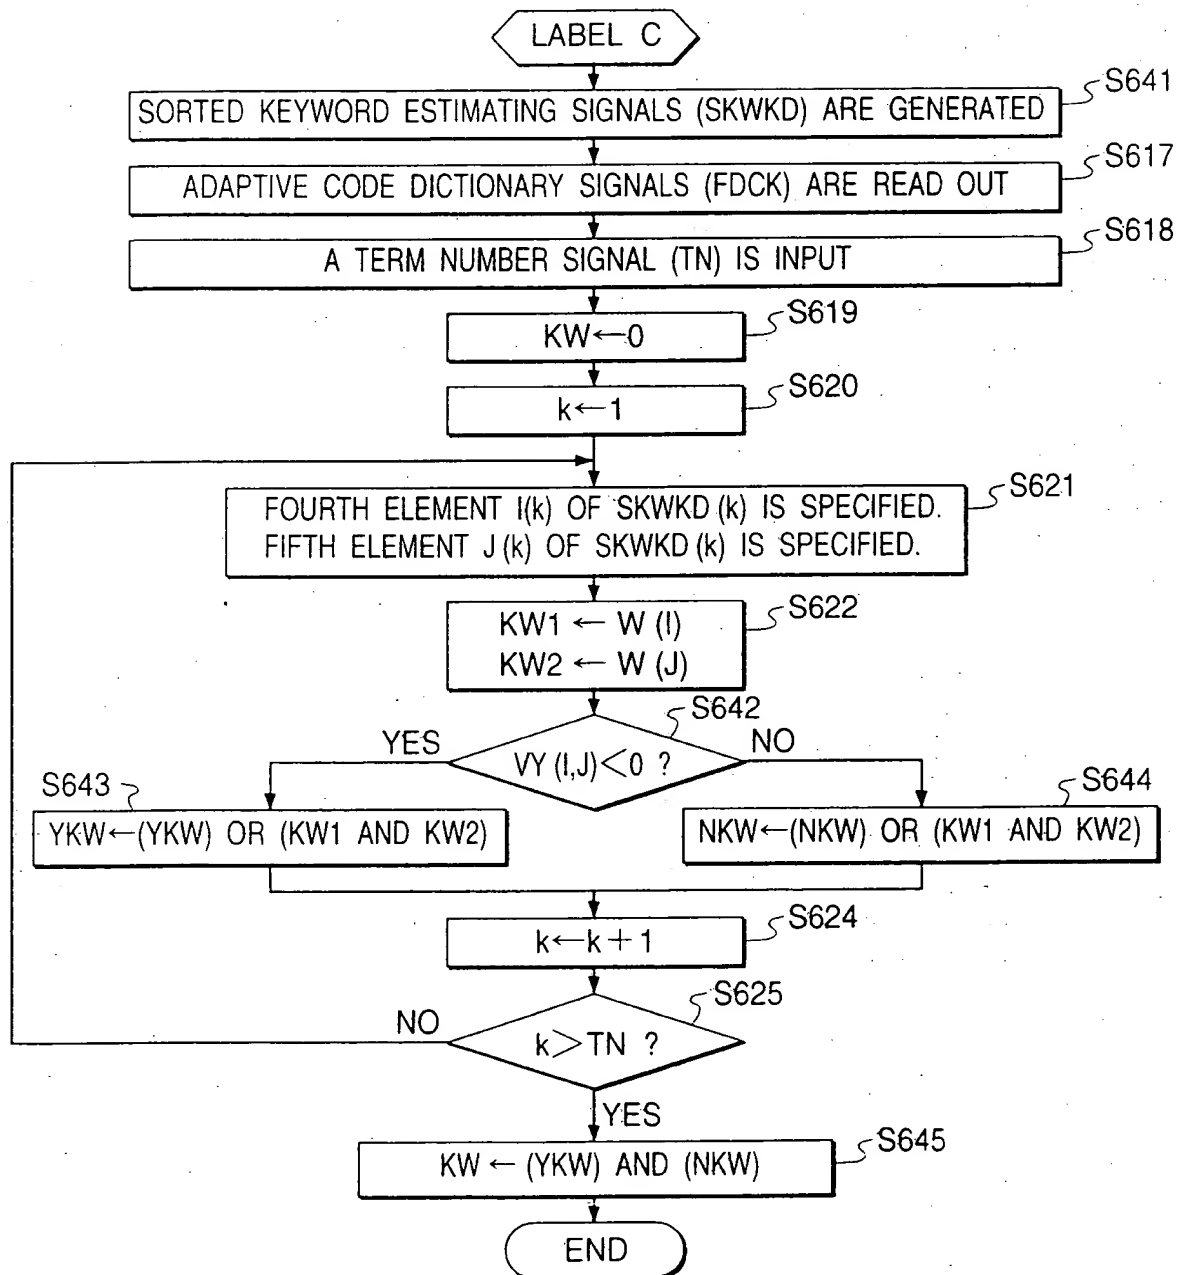 LABEL C
S641
SORTED KEYWORD ESTIMATING SIGNALS (SKWKD) ARE GENERATED
S617
ADAPTIVE CODE DICTIONARY SIGNALS (FDCK) ARE READ OUT
S618
A TERM NUMBER SIGNAL (TN) IS INPUT
S619
KW←0
S620
k←1
S621
FOURTH ELEMENT I(k) OF SKWKD (k) IS SPECIFIED.
FIFTH ELEMENT J (k) OF SKWKD (k) IS SPECIFIED.
S622
KW1 ← W (I)
KW2 ← W (J)
S642
YES
VY (I,J)<0 ?
NO
S643
YKW←(YKW) OR (KW1 AND KW2)
S644
NKW←(NKW) OR (KW1 AND KW2)
S624
k←k+1
S625
NO
k>TN ?
YES
S645
KW ← (YKW) AND (NKW)
END